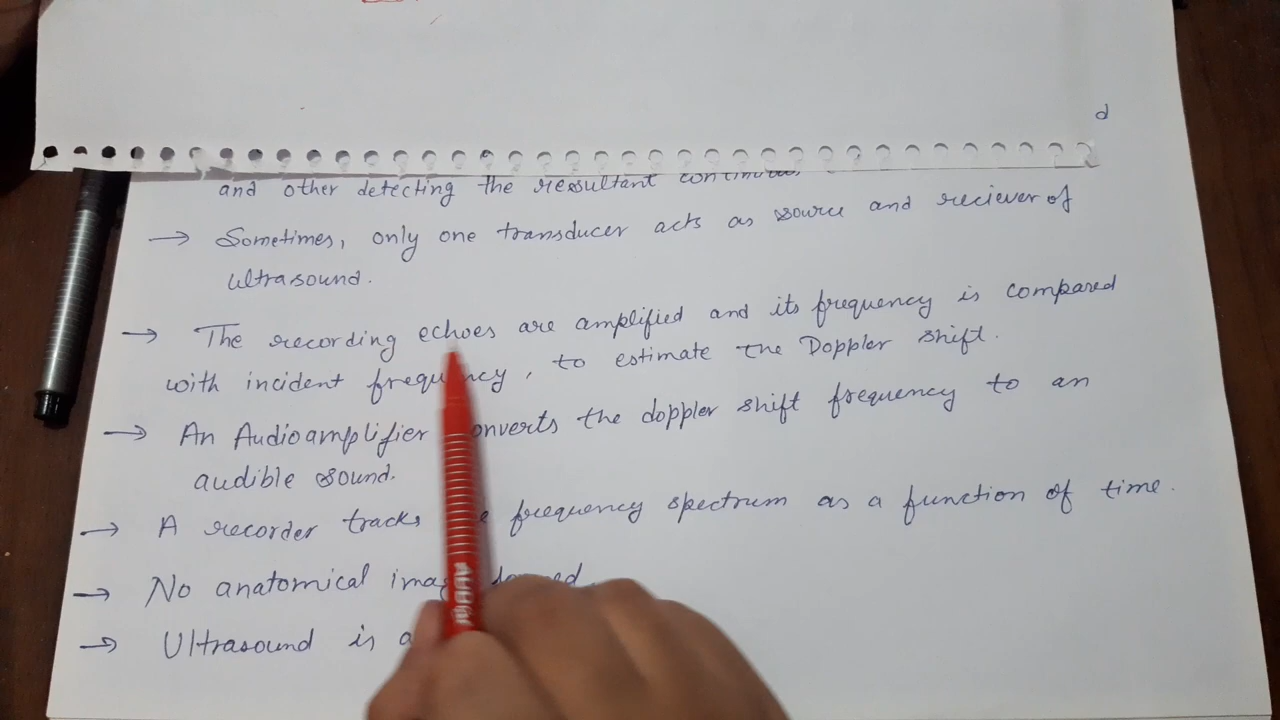 d
and other detecting the resultant
→ Sometimes, only one transducer acts as source and reciever of
ultrasound.
→ The recording echoes are amplified and its frequency is compared
with incident frequency, to estimate the Doppler shift.
→ An Audioamplifier converts the doppler shift frequency to an
audible sound.
→ A recorder tracks frequency spectrum as a function of time.
→ No anatomical
→ Ultrasound is